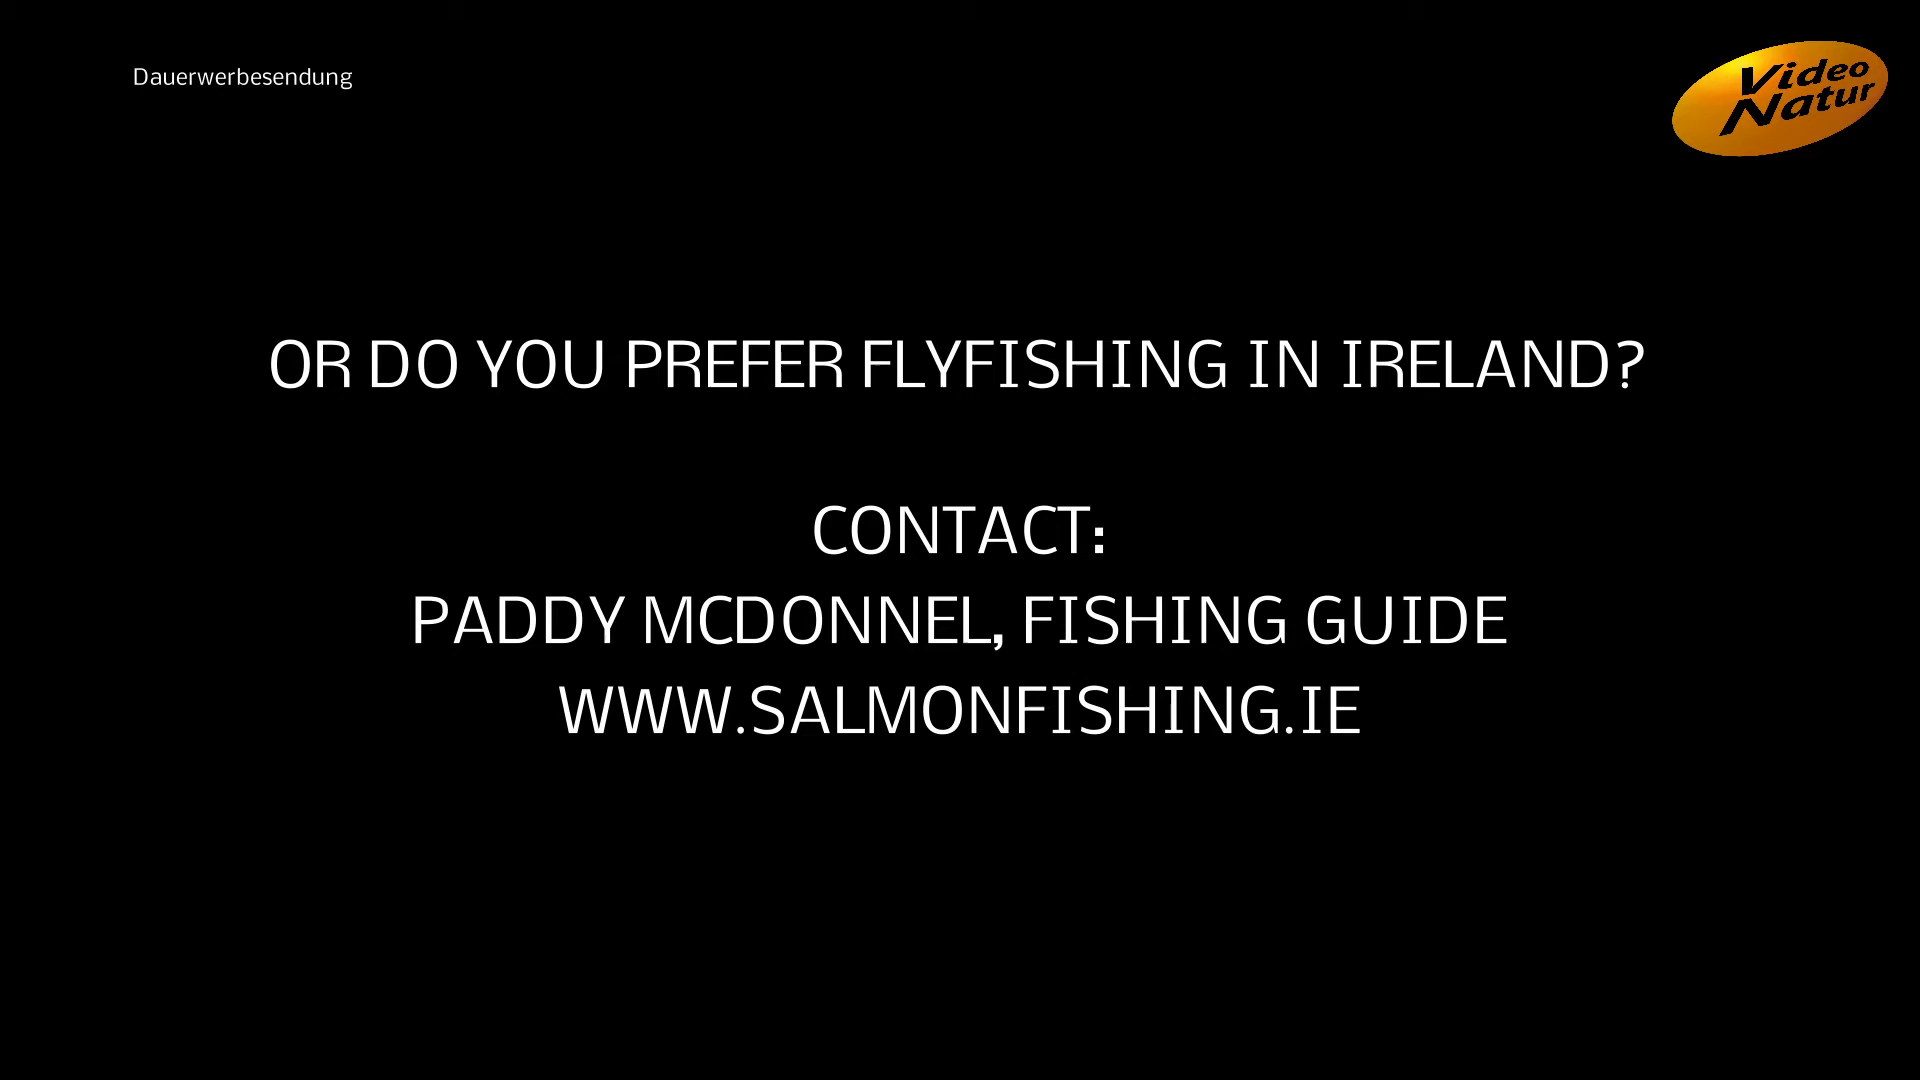 Dauerwerbesendung
Video
Natur
OR DO YOU PREFER FLYFISHING IN IRELAND?
CONTACT:
PADDY MCDONNEL, FISHING GUIDE
WWW.SALMONFISHING.IE